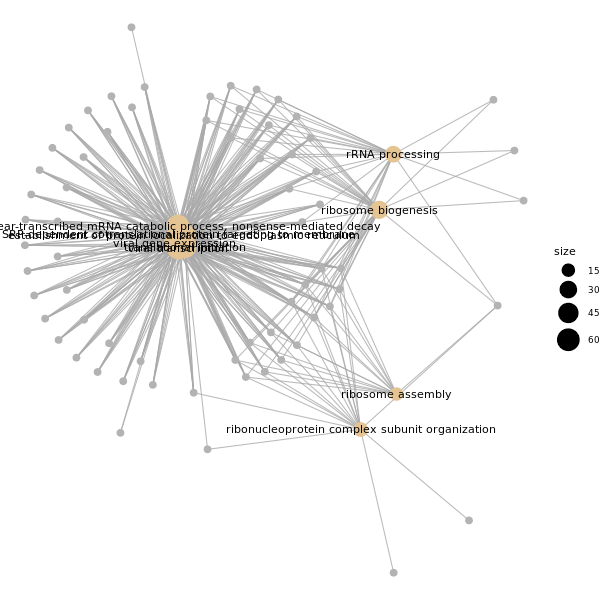 rRNA processing
ribosome biogenesis
ear-transcribed mRNA catabolic process, nonsense-mediated decay
SRP-dependent cotranslational protein targeting to membrane
establishment of protein localization to endoplasmic reticulum
viral gene expression
viral transcription
size
15
30
45
60
ribosome assembly
ribonucleoprotein complex subunit organization